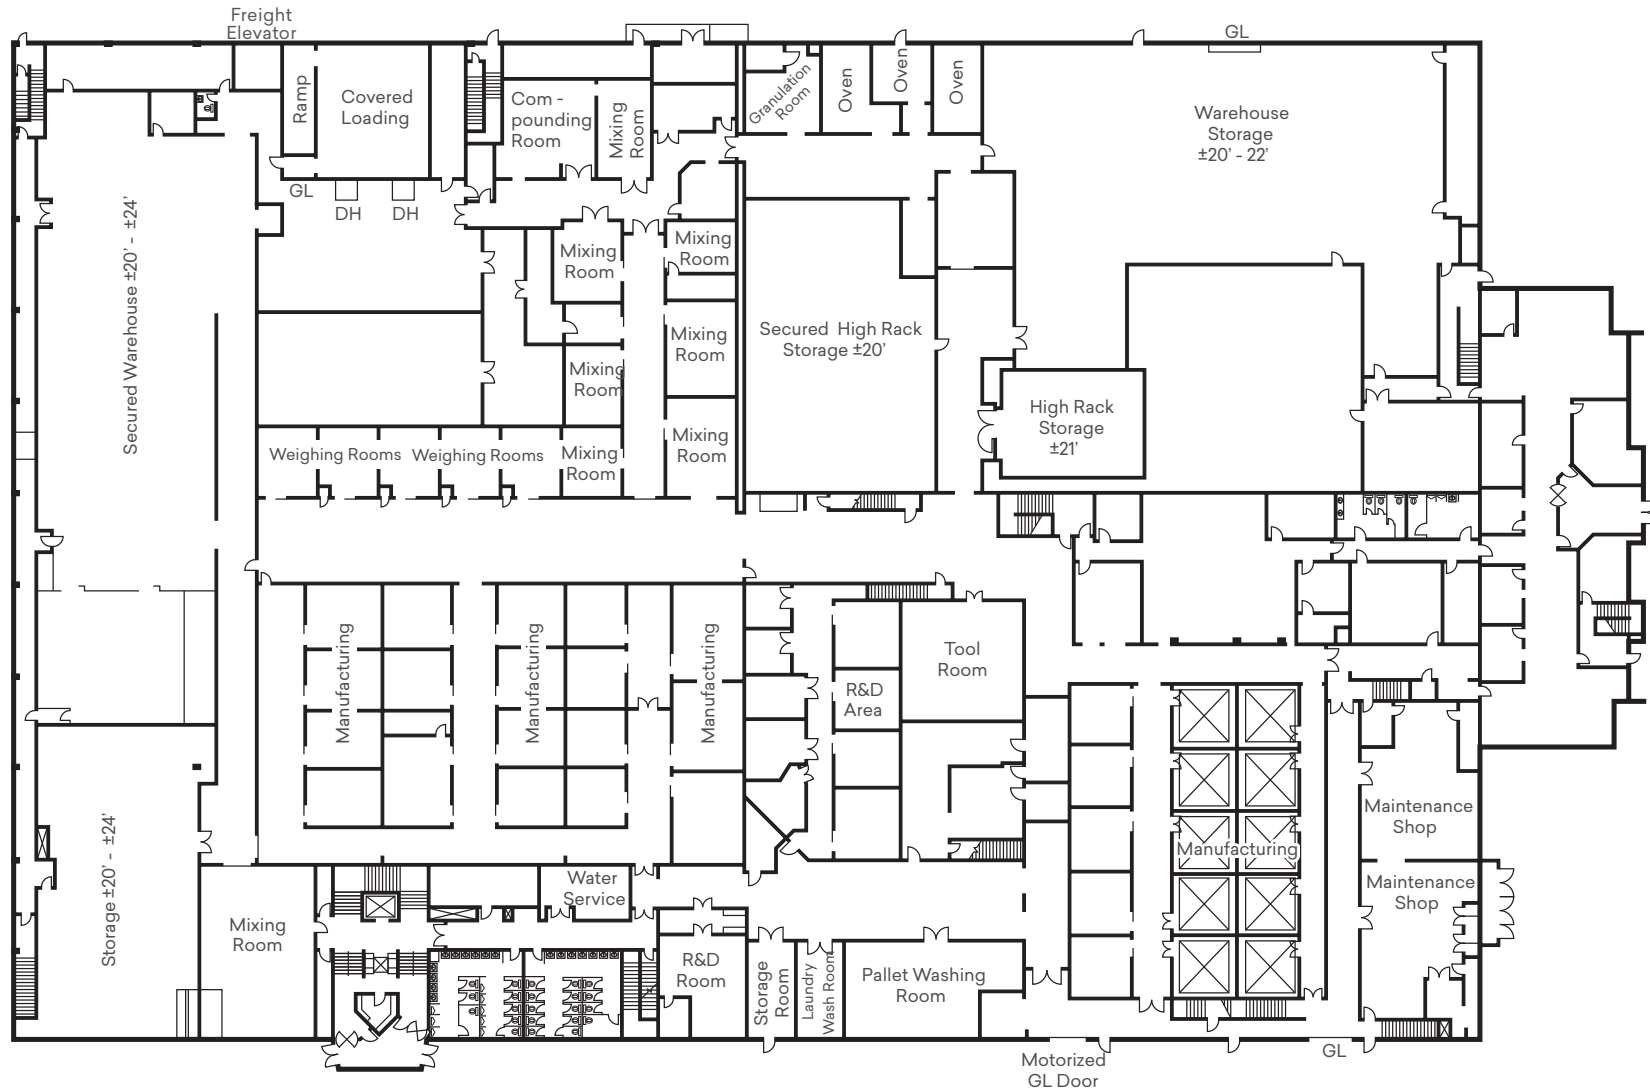 Freight
Elevator
GL
Ramp
Covered
Loading
Com -
pounding
Room
Mixing
Room
Granulation
Room
Oven
Oven
Oven
Warehouse
Storage
±20' - 22'
GL
DH
DH
Secured Warehouse ±20' - ±24'
Mixing
Room
Mixing
Room
Mixing
Room
Mixing
Room
Secured High Rack
Storage ±20'
High Rack
Storage
±21'
Weighing Rooms
Weighing Rooms
Mixing
Room
Mixing
Room
Manufacturing
Manufacturing
Manufacturing
Tool
Room
R&D
Area
Storage ±20' - ±24'
Maintenance
Shop
Manufacturing
Maintenance
Shop
Water
Service
Mixing
Room
R&D
Room
Storage
Room
Laundry
Wash Room
Pallet Washing
Room
Motorized
GL Door
GL